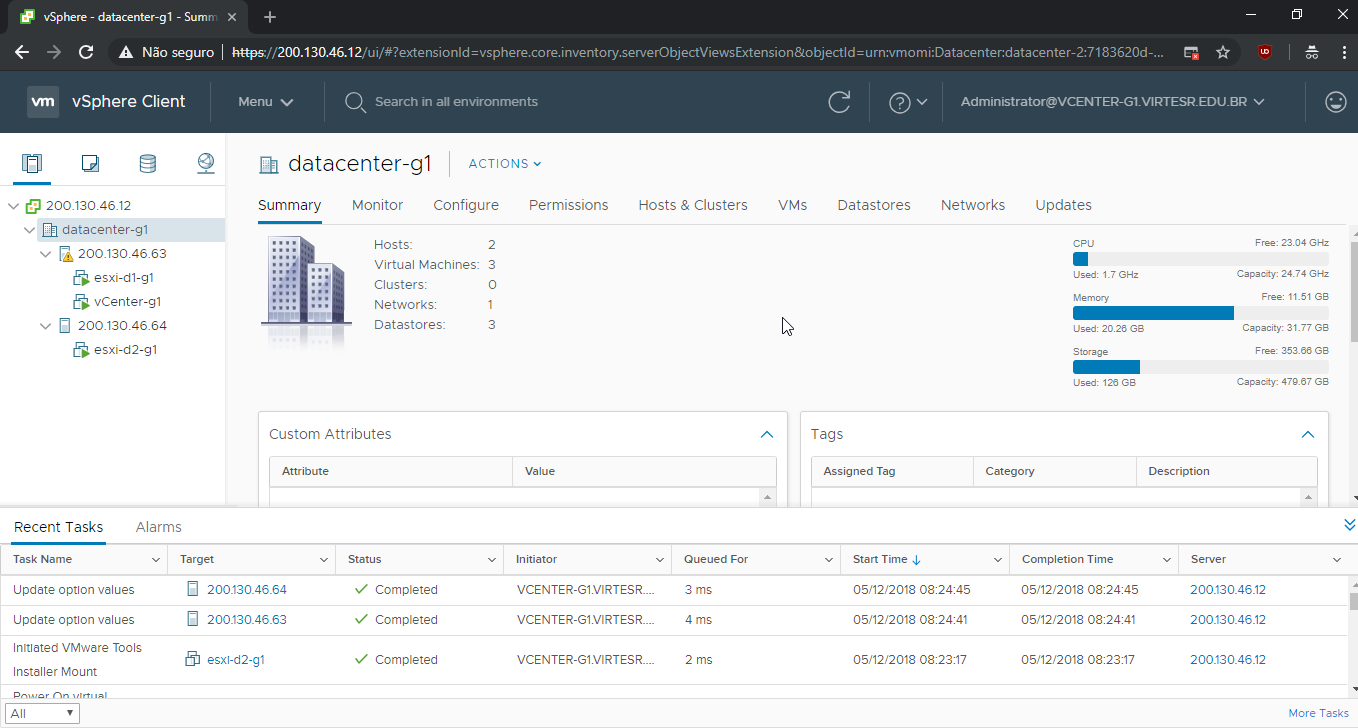 vSphere - datacenter-g1 - Summ
Não seguro | https://200.130.46.12/ui/#?extensionId=vsphere.core.inventory.serverObjectViewsExtension&objectId=urn:vmomi:Datacenter:datacenter-2:7183620d-...
vm vSphere Client Menu Search in all environments Administrator@VCENTER-G1.VIRTESR.EDU.BR
200.130.46.12
datacenter-g1
200.130.46.63
esxi-d1-g1
vCenter-g1
200.130.46.64
esxi-d2-g1
datacenter-g1 ACTIONS
Summary Monitor Configure Permissions Hosts & Clusters VMs Datastores Networks Updates
Hosts: 2
Virtual Machines: 3
Clusters: 0
Networks: 1
Datastores: 3
CPU Free: 23.04 GHz
Used: 1.7 GHz Capacity: 24.74 GHz
Memory Free: 11.51 GB
Used: 20.26 GB Capacity: 31.77 GB
Storage Free: 353.66 GB
Used: 126 GB Capacity: 479.67 GB
Custom Attributes
Attribute Value
Tags
Assigned Tag Category Description
Recent Tasks Alarms
Task Name Target Status Initiator Queued For Start Time Completion Time Server
Update option values 200.130.46.64 Completed VCENTER-G1.VIRTESR.... 3 ms 05/12/2018 08:24:45 05/12/2018 08:24:45 200.130.46.12
Update option values 200.130.46.63 Completed VCENTER-G1.VIRTESR.... 4 ms 05/12/2018 08:24:41 05/12/2018 08:24:41 200.130.46.12
Initiated VMware Tools
Installer Mount esxi-d2-g1 Completed VCENTER-G1.VIRTESR.... 2 ms 05/12/2018 08:23:17 05/12/2018 08:23:17 200.130.46.12
Power On virtual
All More Tasks